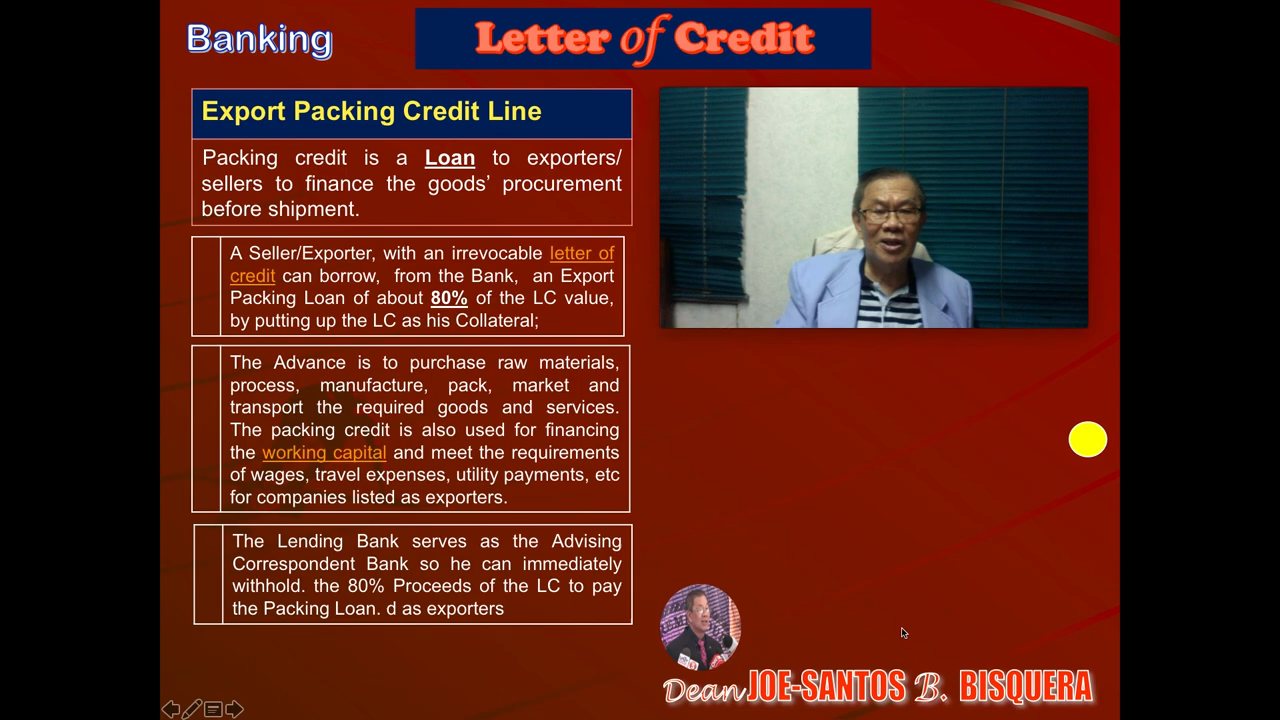 Banking
Letter of Credit
Export Packing Credit Line
Packing credit is a Loan to exporters/
sellers to finance the goods’ procurement
before shipment.
A Seller/Exporter, with an irrevocable letter of
credit can borrow, from the Bank, an Export
Packing Loan of about 80% of the LC value,
by putting up the LC as his Collateral;
The Advance is to purchase raw materials,
process, manufacture, pack, market and
transport the required goods and services.
The packing credit is also used for financing
the working capital and meet the requirements
of wages, travel expenses, utility payments, etc
for companies listed as exporters.
The Lending Bank serves as the Advising
Correspondent Bank so he can immediately
withhold. the 80% Proceeds of the LC to pay
the Packing Loan. d as exporters
Dean JOE-SANTOS B. BISQUERA